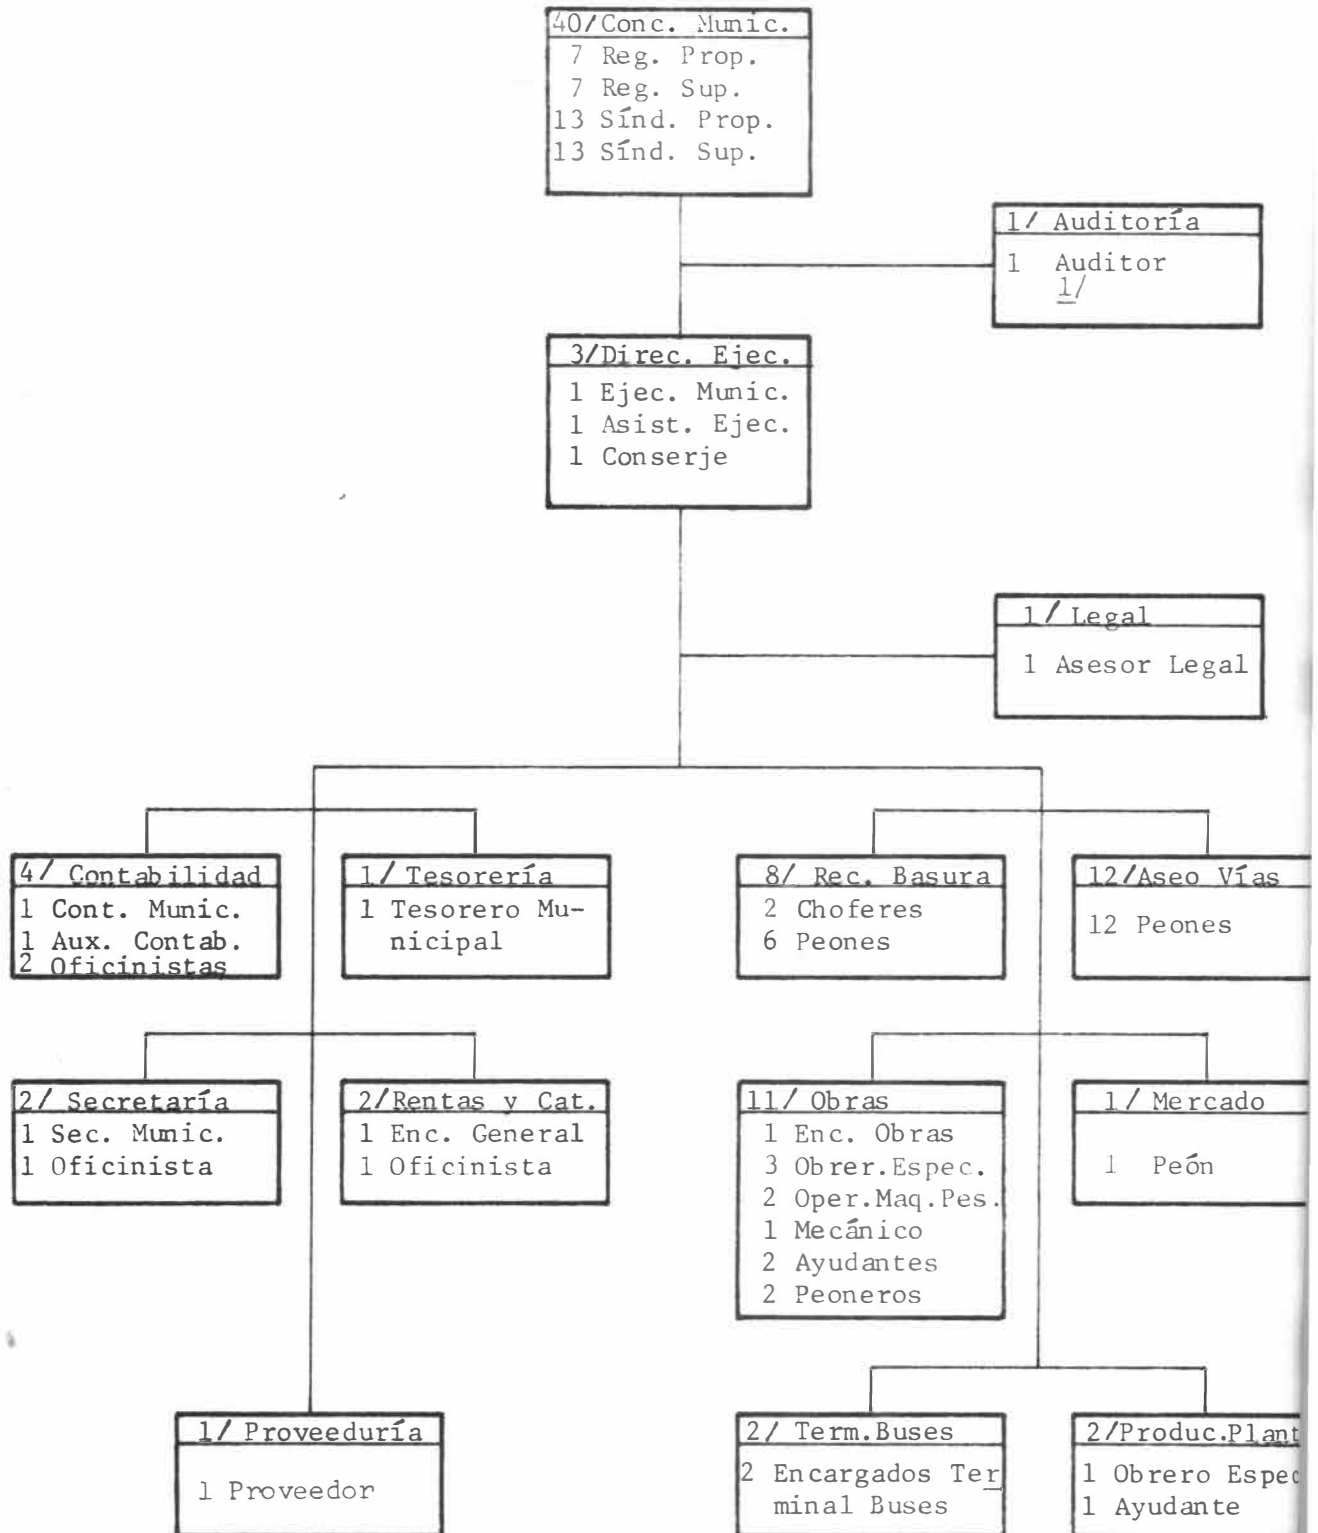 40/Conc. Munic.
7 Reg. Prop.
7 Reg. Sup.
13 Sínd. Prop.
13 Sínd. Sup.
1/ Auditoría
1 Auditor
1/
3/Direc. Ejec.
1 Ejec. Munic.
1 Asist. Ejec.
1 Conserje
1/ Legal
1 Asesor Legal
4/ Contabilidad
1 Cont. Munic.
1 Aux. Contab.
2 Oficinistas
1/ Tesorería
1 Tesorero Mu-
nicipal
8/ Rec. Basura
2 Choferes
6 Peones
12/Aseo Vías
12 Peones
2/ Secretaría
1 Sec. Munic.
1 Oficinista
2/Rentas y Cat.
1 Enc. General
1 Oficinista
11/ Obras
1 Enc. Obras
3 Obrer.Espec.
2 Oper.Maq.Pes.
1 Mecánico
2 Ayudantes
2 Peoneros
1/ Mercado
1 Peón
1/ Proveeduría
1 Proveedor
2/ Term.Buses
2 Encargados Ter
minal Buses
2/Produc.Plant
1 Obrero Espec
1 Ayudante